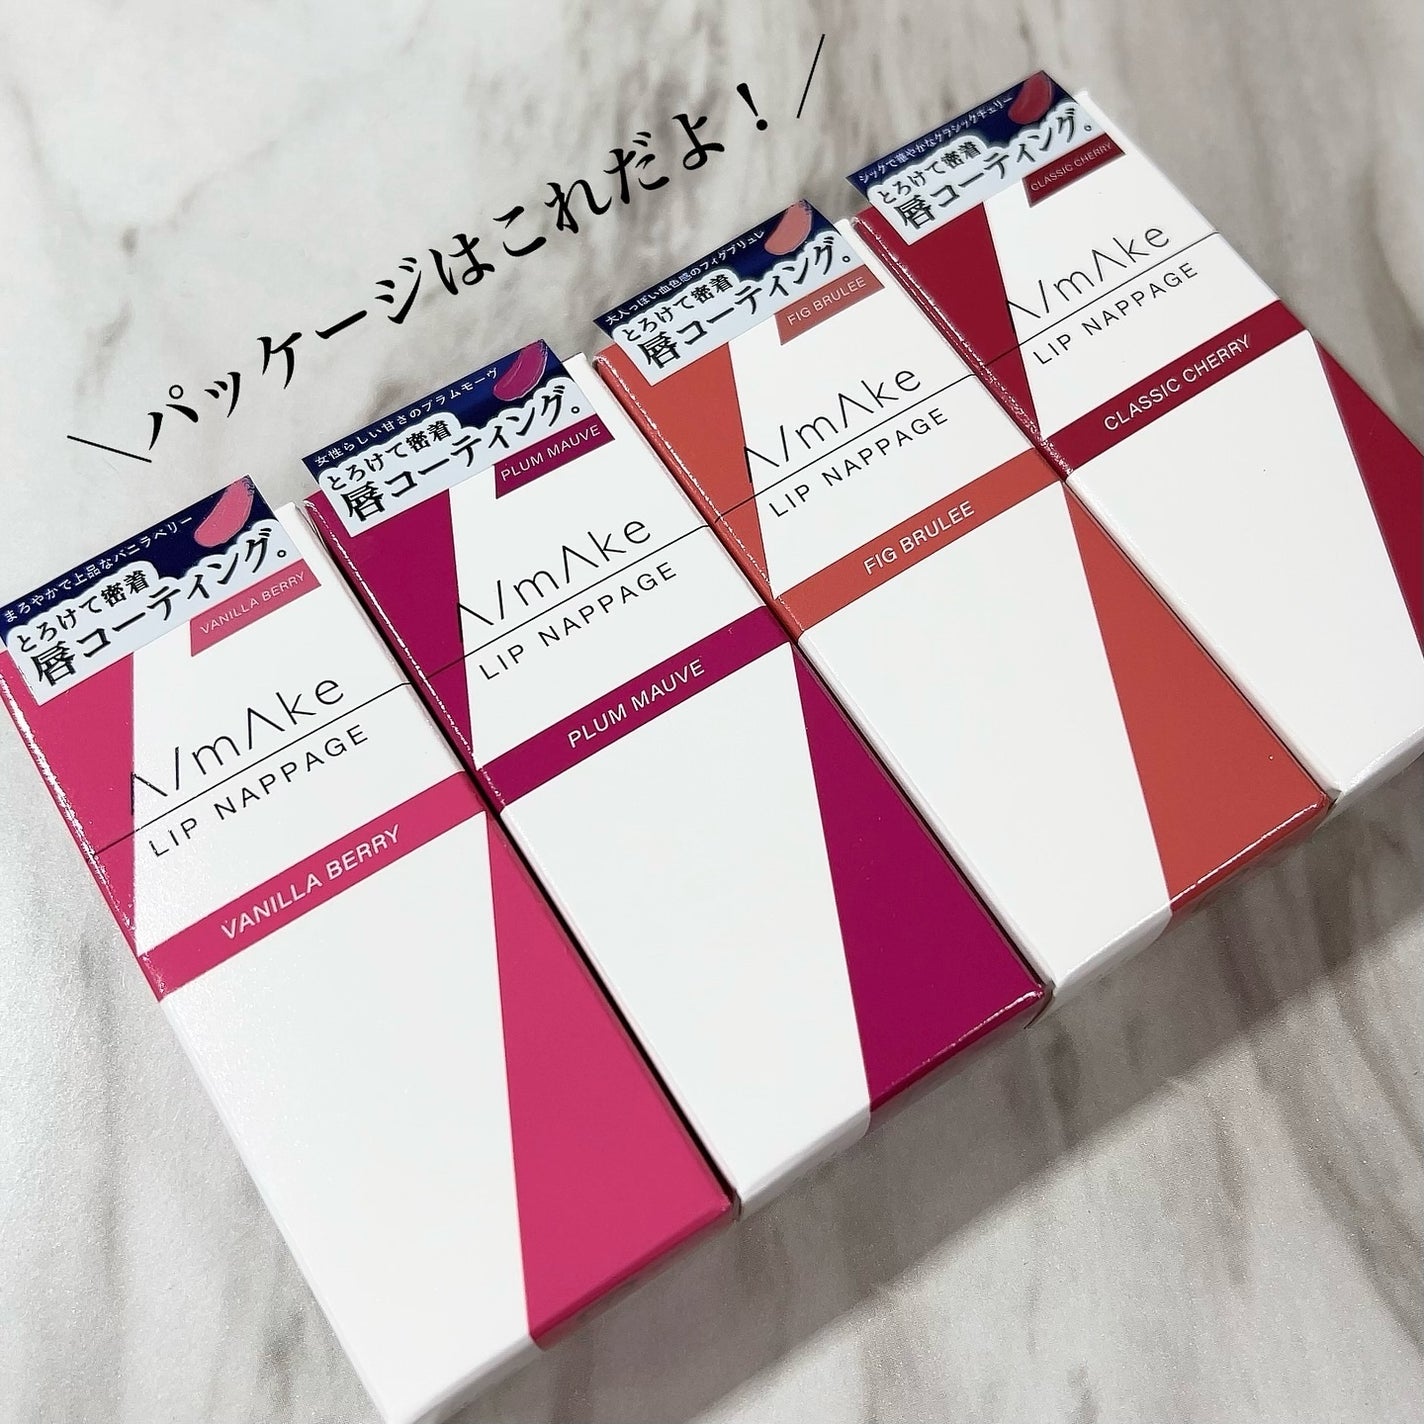 \パッケージはこれだよ！/
まろやかで上品なバニラベリー
とろけて密着
唇コーティング。
VANILLA BERRY
Λ/mΛke
LIP NAPPAGE
VANILLA BERRY
女性らしい甘さのプラムモーヴ
とろけて密着
唇コーティング。
PLUM MAUVE
Λ/mΛke
LIP NAPPAGE
PLUM MAUVE
大人っぽい血色感のフィグブリュレ
とろけて密着
唇コーティング。
FIG BRULEE
Λ/mΛke
LIP NAPPAGE
FIG BRULEE
シックで華やかなクラシックチェリー
とろけて密着
唇コーティング。
CLASSIC CHERRY
Λ/mΛke
LIP NAPPAGE
CLASSIC CHERRY